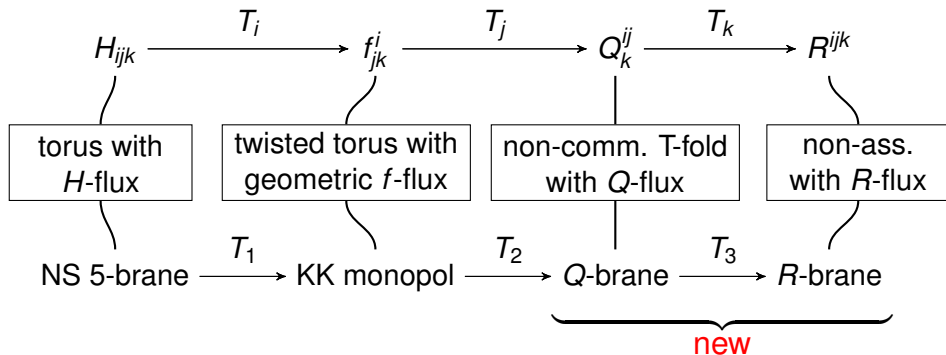 T_i T_j T_k
H_{ijk} f^i_{jk} Q^{ij}_k R^{ijk}
torus with
H-flux
twisted torus with
geometric f-flux
non-comm. T-fold
with Q-flux
non-ass.
with R-flux
T_1 T_2 T_3
NS 5-brane KK monopol Q-brane R-brane
new